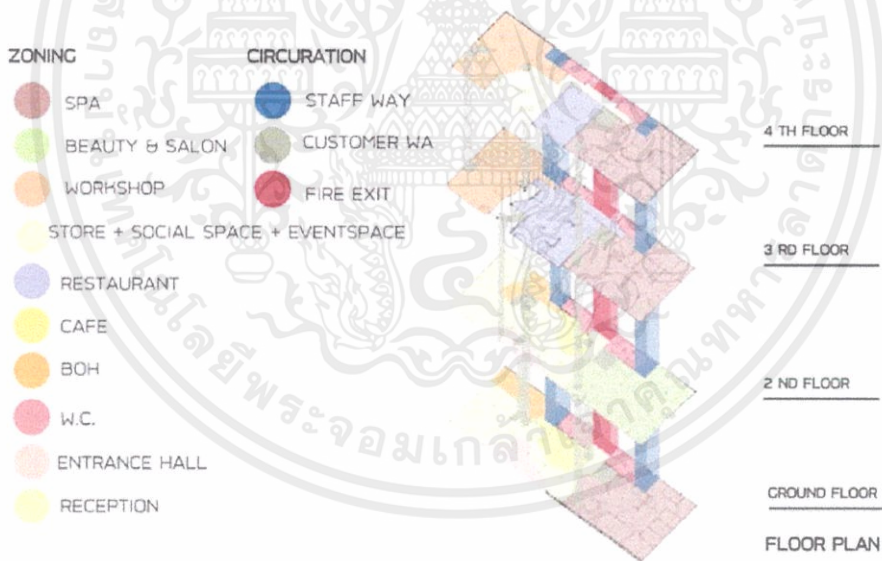 ZONING
SPA
BEAUTY & SALON
WORKSHOP
STORE + SOCIAL SPACE + EVENTSPACE
RESTAURANT
CAFE
BOH
W.C.
ENTRANCE HALL
RECEPTION
CIRCURATION
STAFF WAY
CUSTOMER WA
FIRE EXIT
4 TH FLOOR
3 RD FLOOR
2 ND FLOOR
GROUND FLOOR
FLOOR PLAN